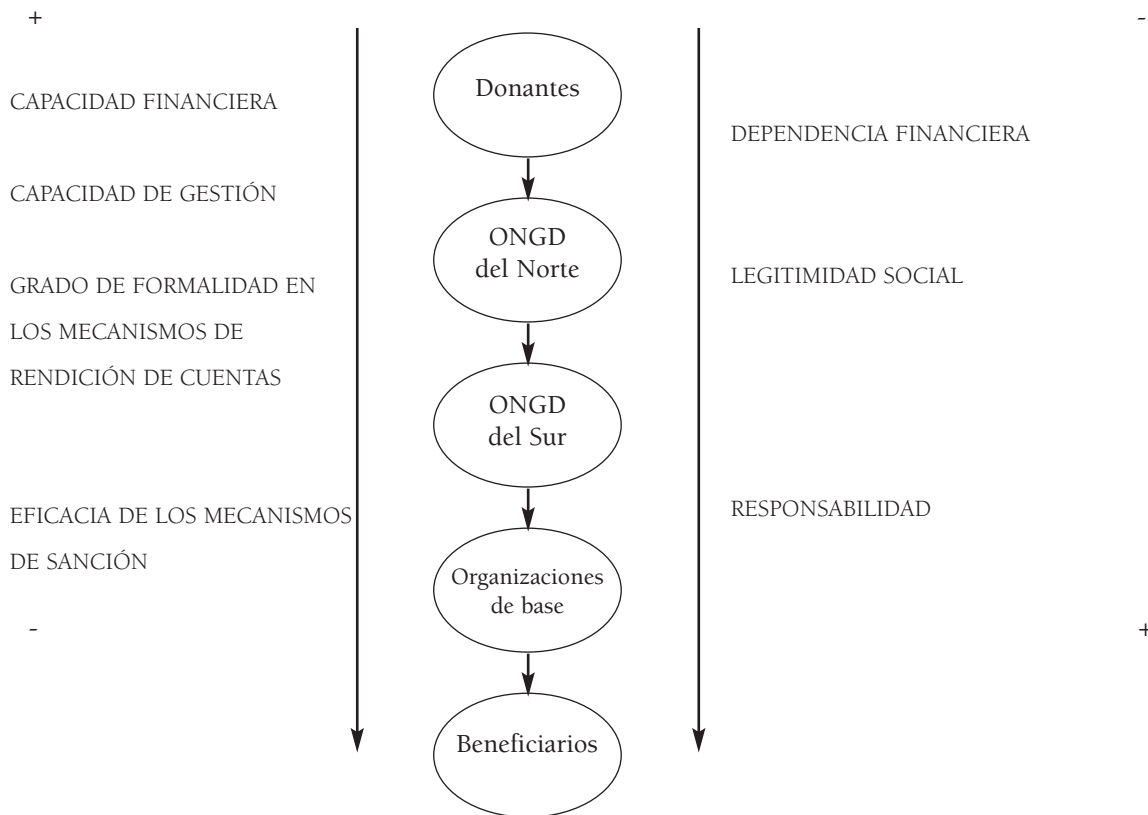 +
-
CAPACIDAD FINANCIERA
CAPACIDAD DE GESTIÓN
GRADO DE FORMALIDAD EN
LOS MECANISMOS DE
RENDICIÓN DE CUENTAS
EFICACIA DE LOS MECANISMOS
DE SANCIÓN
-
Donantes
ONGD
del Norte
ONGD
del Sur
Organizaciones
de base
Beneficiarios
DEPENDENCIA FINANCIERA
LEGITIMIDAD SOCIAL
RESPONSABILIDAD
+